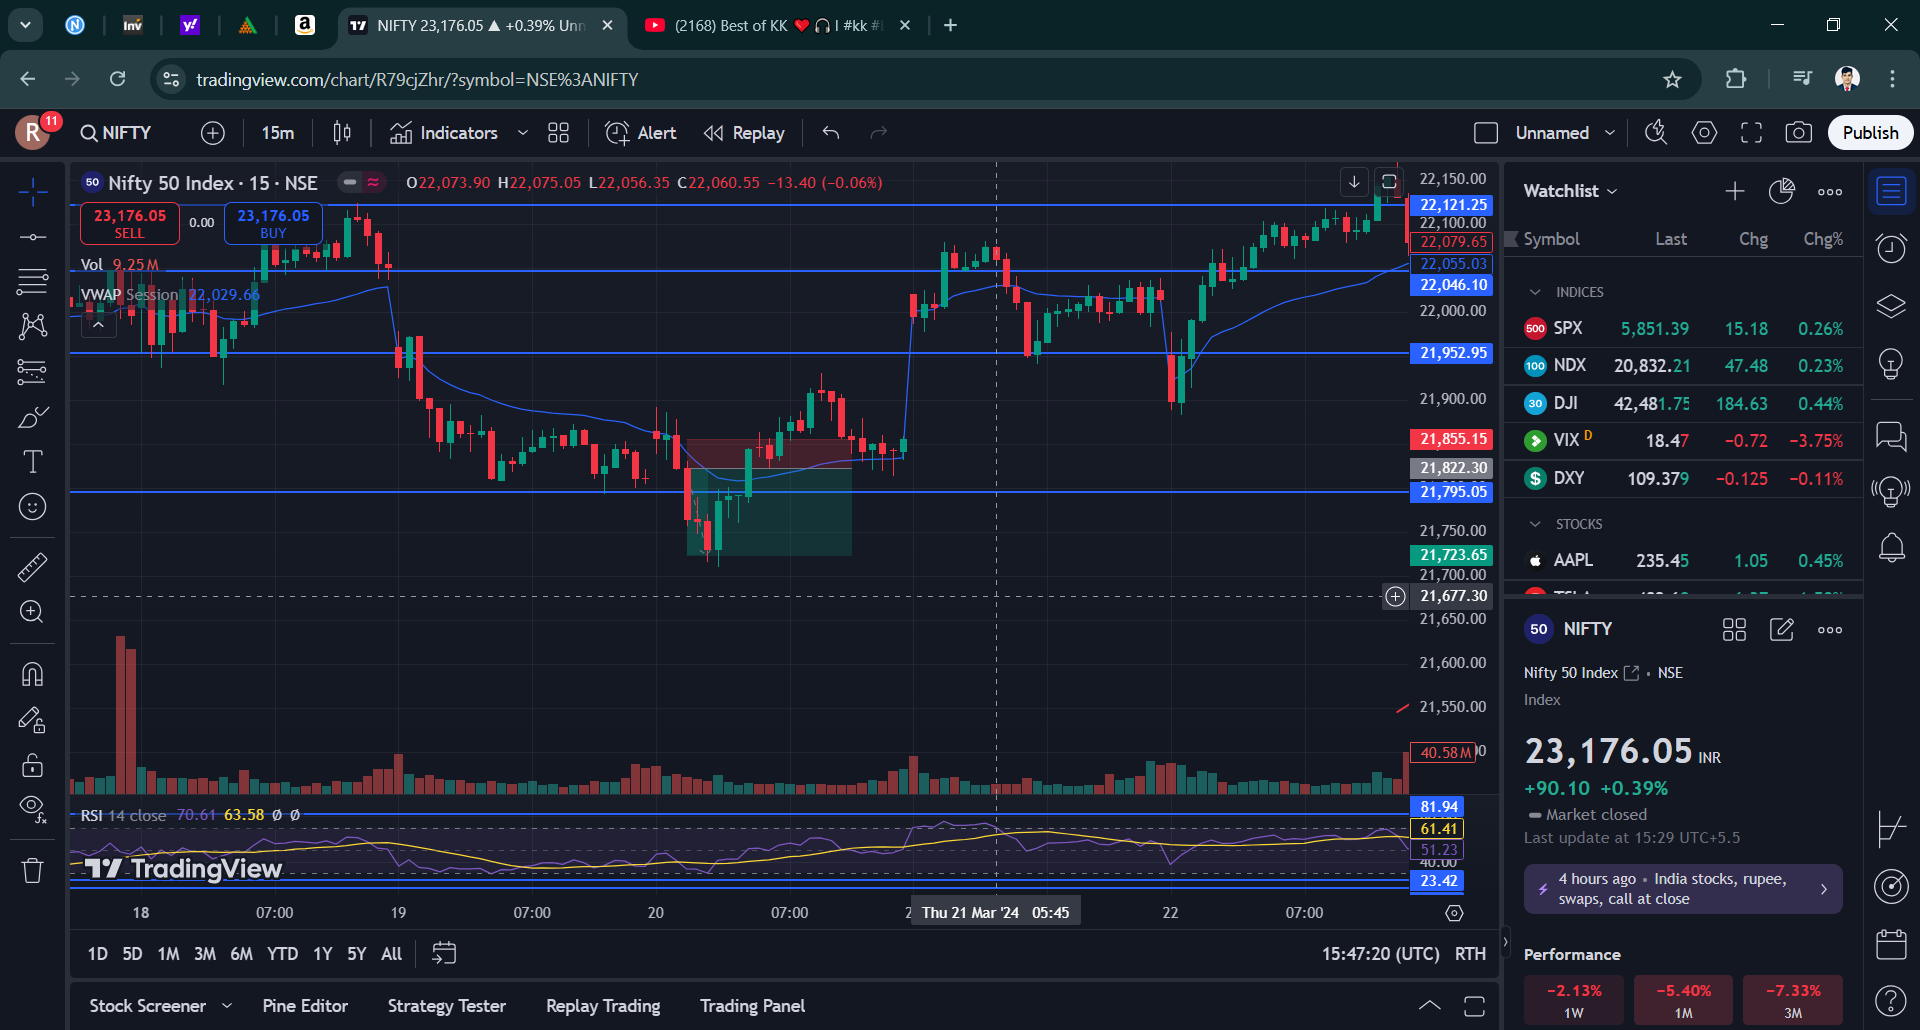 Inv
y!
a
NIFTY 23,176.05 ▲ +0.39% Unn
(2168) Best of KK ❤️ 🎧 | #kk #
tradingview.com/chart/R79cjZhr/?symbol=NSE%3ANIFTY
R
11
NIFTY
15m
Indicators
Alert
Replay
Unnamed
Publish
50 Nifty 50 Index · 15 · NSE
O22,073.90 H22,075.05 L22,056.35 C22,060.55 −13.40 (−0.06%)
23,176.05
SELL
0.00
23,176.05
BUY
Vol 9.25 M
VWAP Session 22,029.66
22,150.00
22,121.25
22,100.00
22,079.65
22,055.03
22,046.10
22,000.00
21,952.95
21,900.00
21,855.15
21,822.30
21,795.05
21,750.00
21,723.65
21,700.00
21,677.30
21,650.00
21,600.00
21,550.00
40.58 M
RSI 14 close 70.61 63.58 Ø Ø
81.94
61.41
51.23
40.00
23.42
TradingView
18
07:00
19
07:00
20
07:00
Thu 21 Mar '24 05:45
22
07:00
1D 5D 1M 3M 6M YTD 1Y 5Y All
15:47:20 (UTC) RTH
Stock Screener
Pine Editor
Strategy Tester
Replay Trading
Trading Panel
Watchlist
Symbol Last Chg Chg%
INDICES
500 SPX 5,851.39 15.18 0.26%
100 NDX 20,832.21 47.48 0.23%
30 DJI 42,481.75 184.63 0.44%
VIX D 18.47 −0.72 −3.75%
$ DXY 109.379 −0.125 −0.11%
STOCKS
AAPL 235.45 1.05 0.45%
50 NIFTY
Nifty 50 Index • NSE
Index
23,176.05 INR
+90.10 +0.39%
Market closed
Last update at 15:29 UTC+5.5
4 hours ago • India stocks, rupee,
swaps, call at close
Performance
−2.13%
1W
−5.40%
1M
−7.33%
3M